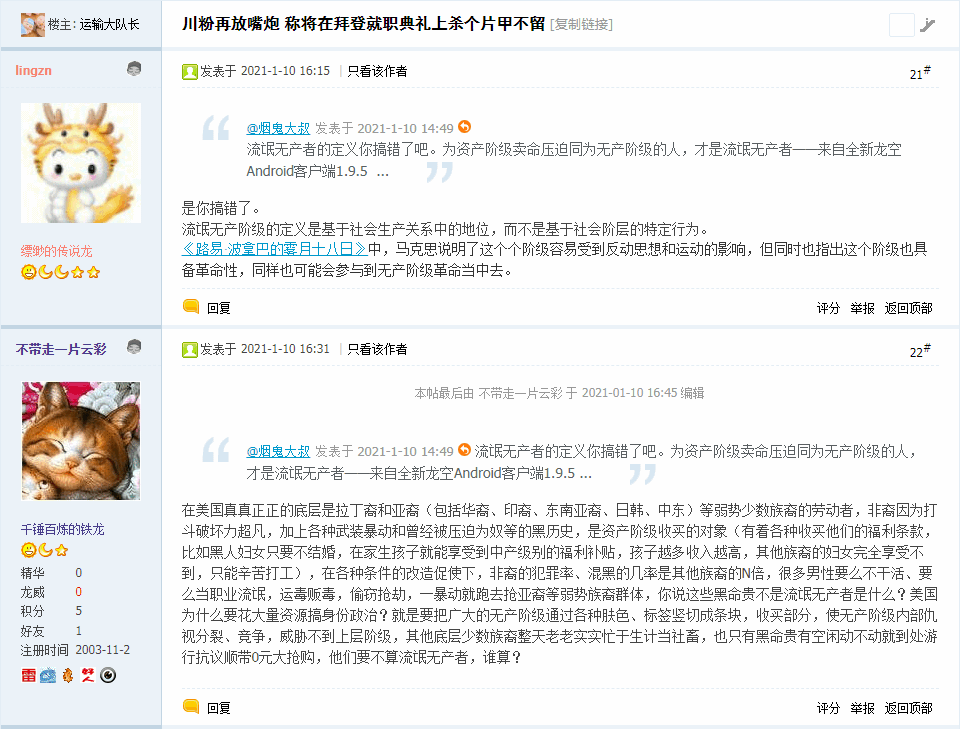 楼主: 运输大队长
川粉再放嘴炮 称将在拜登就职典礼上杀个片甲不留 [复制链接]
lingzn
发表于 2021-1-10 16:15 | 只看该作者
21#
@烟鬼大叔 发表于 2021-1-10 14:49
流氓无产者的定义你搞错了吧。为资产阶级卖命压迫同为无产阶级的人，才是流氓无产者——来自全新龙空
Android客户端1.9.5 ...
是你搞错了。
流氓无产阶级的定义是基于社会生产关系中的地位，而不是基于社会阶层的特定行为。
《路易·波拿巴的雾月十八日》中，马克思说明了这个个阶级容易受到反动思想和运动的影响，但同时也指出这个阶级也具
备革命性，同样也可能会参与到无产阶级革命当中去。
缥缈的传说龙
回复
评分 举报 返回顶部
不带走一片云彩
发表于 2021-1-10 16:31 | 只看该作者
22#
本帖最后由 不带走一片云彩 于 2021-01-10 16:45 编辑
@烟鬼大叔 发表于 2021-1-10 14:49 流氓无产者的定义你搞错了吧。为资产阶级卖命压迫同为无产阶级的人，
才是流氓无产者——来自全新龙空Android客户端1.9.5 ...
在美国真真正正的底层是拉丁裔和亚裔（包括华裔、印裔、东南亚裔、日韩、中东）等弱势少数族裔的劳动者，非裔因为打
斗破坏力超凡，加上各种武装暴动和曾经被压迫为奴等的黑历史，是资产阶级收买的对象（有着各种收买他们的福利条款，
比如黑人妇女只要不结婚，在家生孩子就能享受到中产级别的福利补贴，孩子越多收入越高，其他族裔的妇女完全享受不
到，只能辛苦打工），在各种条件的改造促使下，非裔的犯罪率、混黑的几率是其他族裔的N倍，很多男性要么不干活、要
么当职业流氓，运毒贩毒，偷窃抢劫，一暴动就跑去抢亚裔等弱势族裔群体，你说这些黑命贵不是流氓无产者是什么？美国
为什么要花大量资源搞身份政治？就是要把广大的无产阶级通过各种肤色、标签竖切成条块，收买部分，使无产阶级内部仇
视分裂、竞争，威胁不到上层阶级，其他底层少数族裔整天老老实实忙于生计当社畜，也只有黑命贵有空闲动不动就到处游
行抗议顺带0元大抢购，他们要不算流氓无产者，谁算？
千锤百炼的铁龙
精华 0
龙威 0
积分 5
好友 1
注册时间 2003-11-2
雷
回复
评分 举报 返回顶部